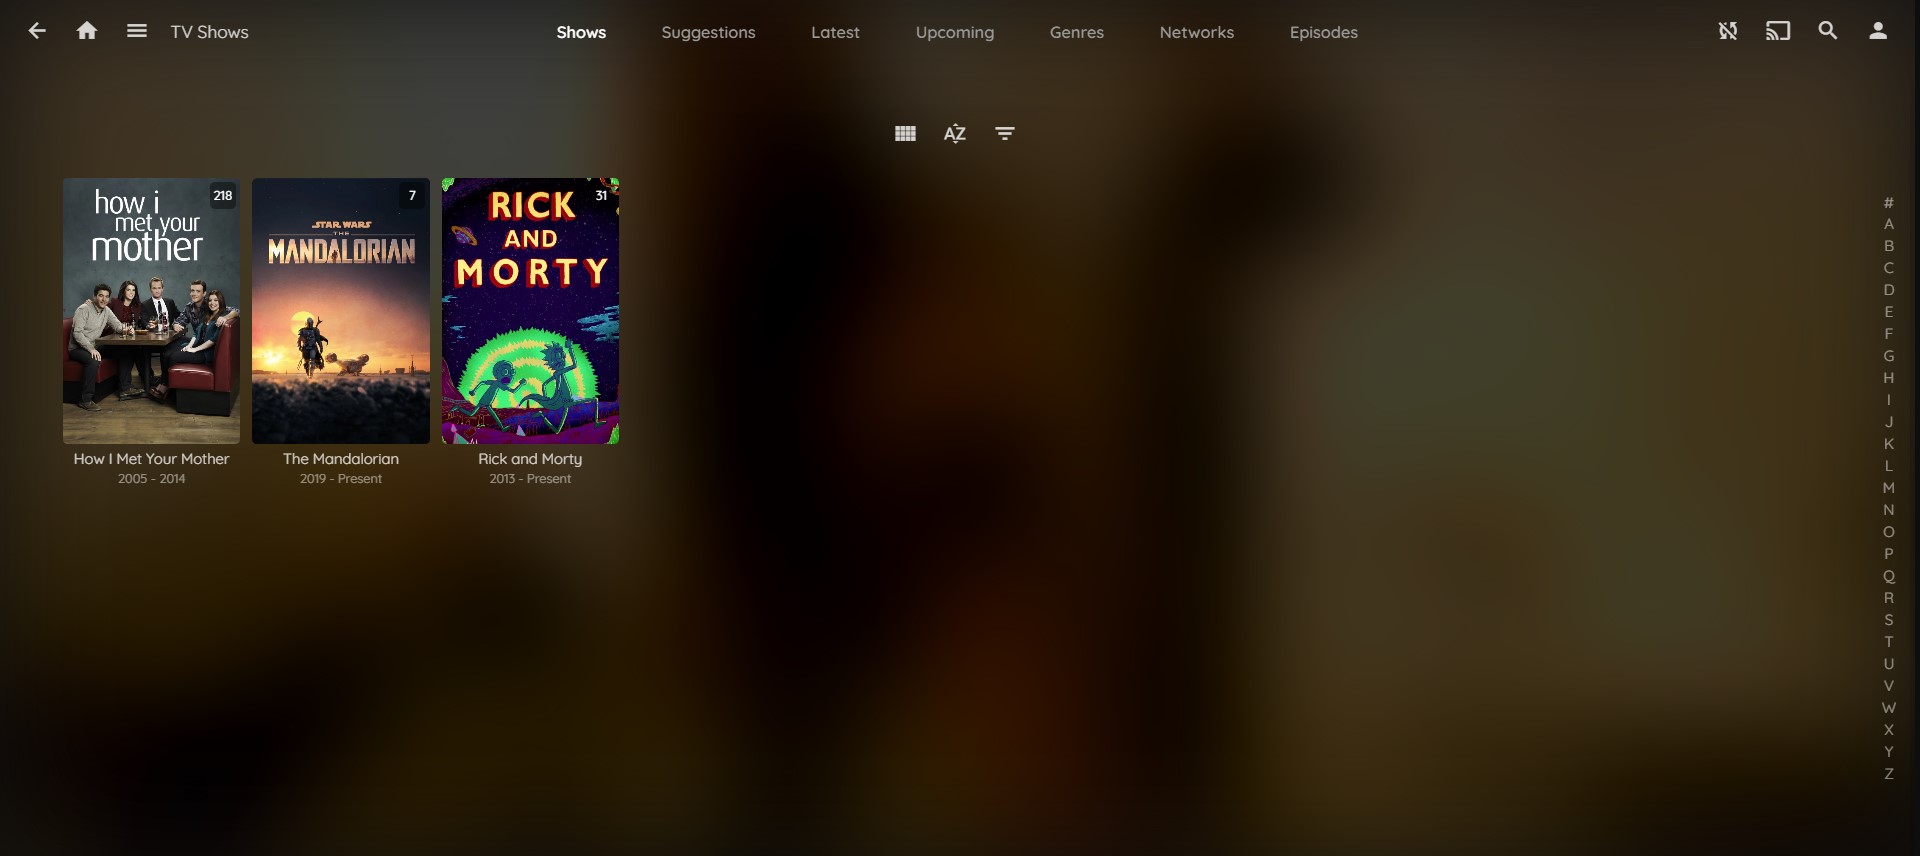 TV Shows
Shows
Suggestions
Latest
Upcoming
Genres
Networks
Episodes
AZ
how i
met your
mother
218
STAR WARS
THE
MANDALORIAN
7
RICK
AND
MORTY
31
How I Met Your Mother
2005 - 2014
The Mandalorian
2019 - Present
Rick and Morty
2013 - Present
#
A
B
C
D
E
F
G
H
I
J
K
L
M
N
O
P
Q
R
S
T
U
V
W
X
Y
Z